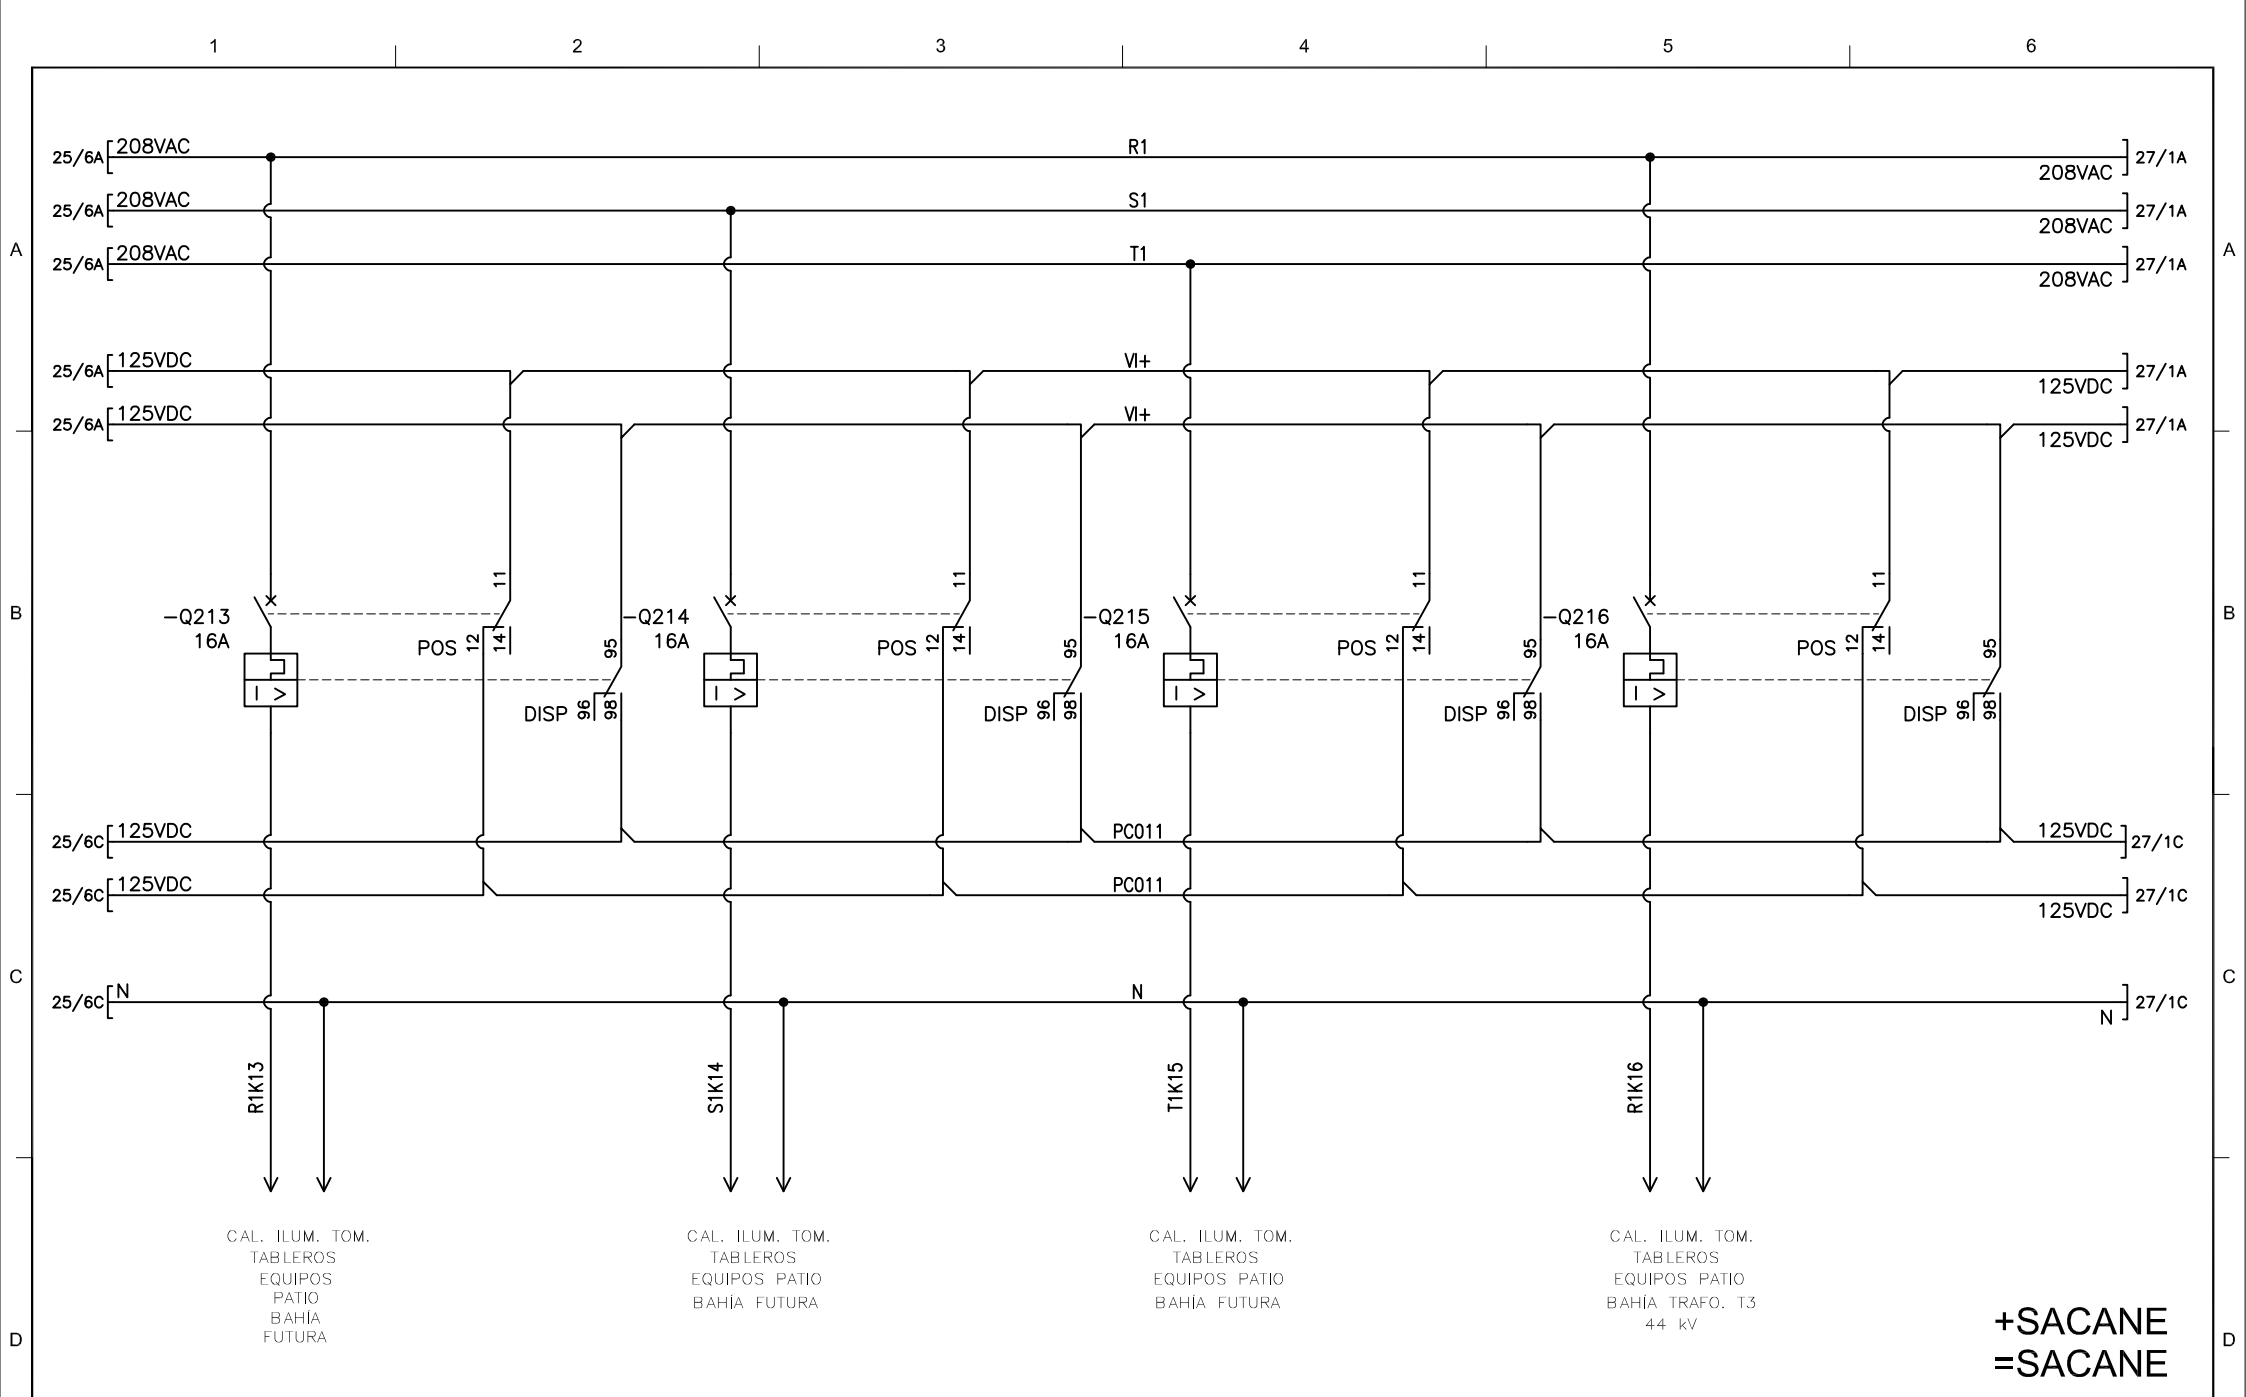 1 2 3 4 5 6
25/6A 208VAC R1 27/1A
208VAC
25/6A 208VAC S1 27/1A
208VAC
A A
25/6A 208VAC T1 27/1A
208VAC
25/6A 125VDC VI+ 27/1A
125VDC
25/6A 125VDC VI+ 27/1A
125VDC
11 11 11 11
B B
-Q213 -Q214 -Q215 -Q216
16A 16A 16A 16A
POS 12 14 95 POS 12 14 95 POS 12 14 95 POS 12 14 95
I > I > I > I >
DISP 96 98 DISP 96 98 DISP 96 98 DISP 96 98
25/6C 125VDC PC011 125VDC 27/1C
25/6C 125VDC PC011 27/1C
125VDC
C C
25/6C N N 27/1C
N
R1K13 S1K14 T1K15 R1K16
CAL. ILUM. TOM.
TABLEROS
EQUIPOS
PATIO
BAHÍA
FUTURA
CAL. ILUM. TOM.
TABLEROS
EQUIPOS PATIO
BAHÍA FUTURA
CAL. ILUM. TOM.
TABLEROS
EQUIPOS PATIO
BAHÍA FUTURA
CAL. ILUM. TOM.
TABLEROS
EQUIPOS PATIO
BAHÍA TRAFO. T3
44 kV
D D
+SACANE
=SACANE